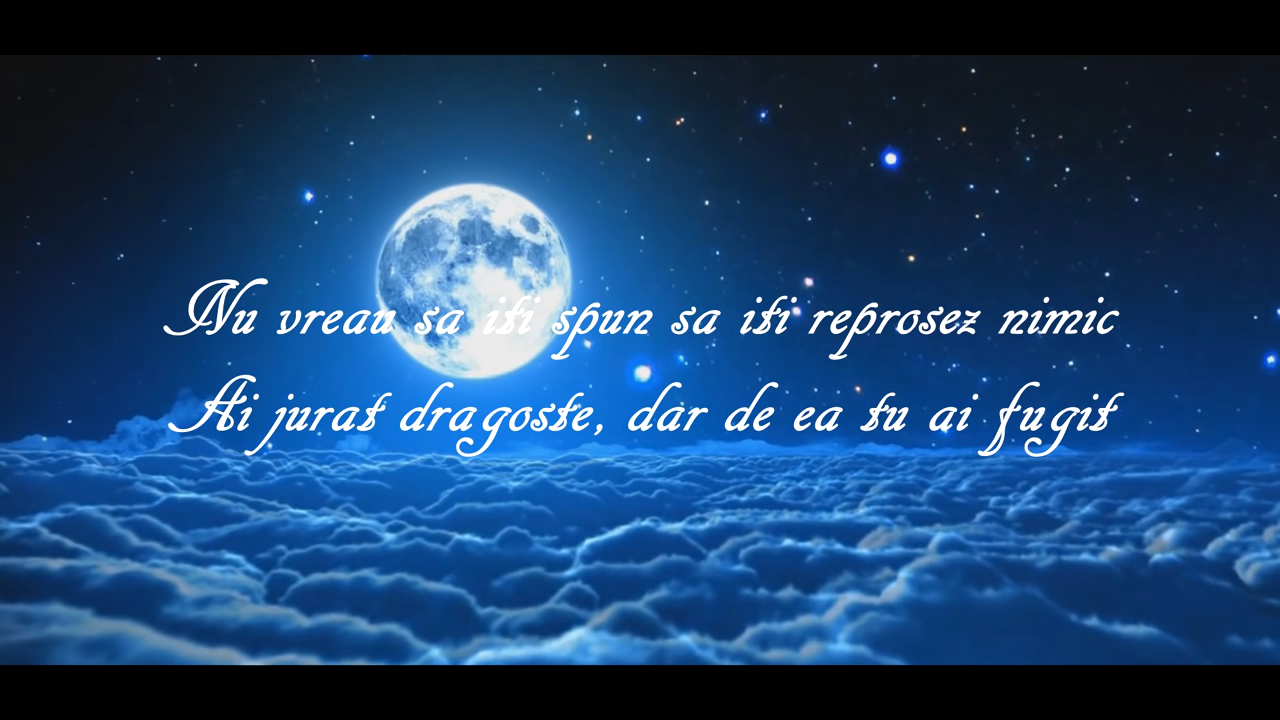 Nu vreau sa iti spun sa iti reprosez nimic
Ai jurat dragoste, dar de ea tu ai fugit